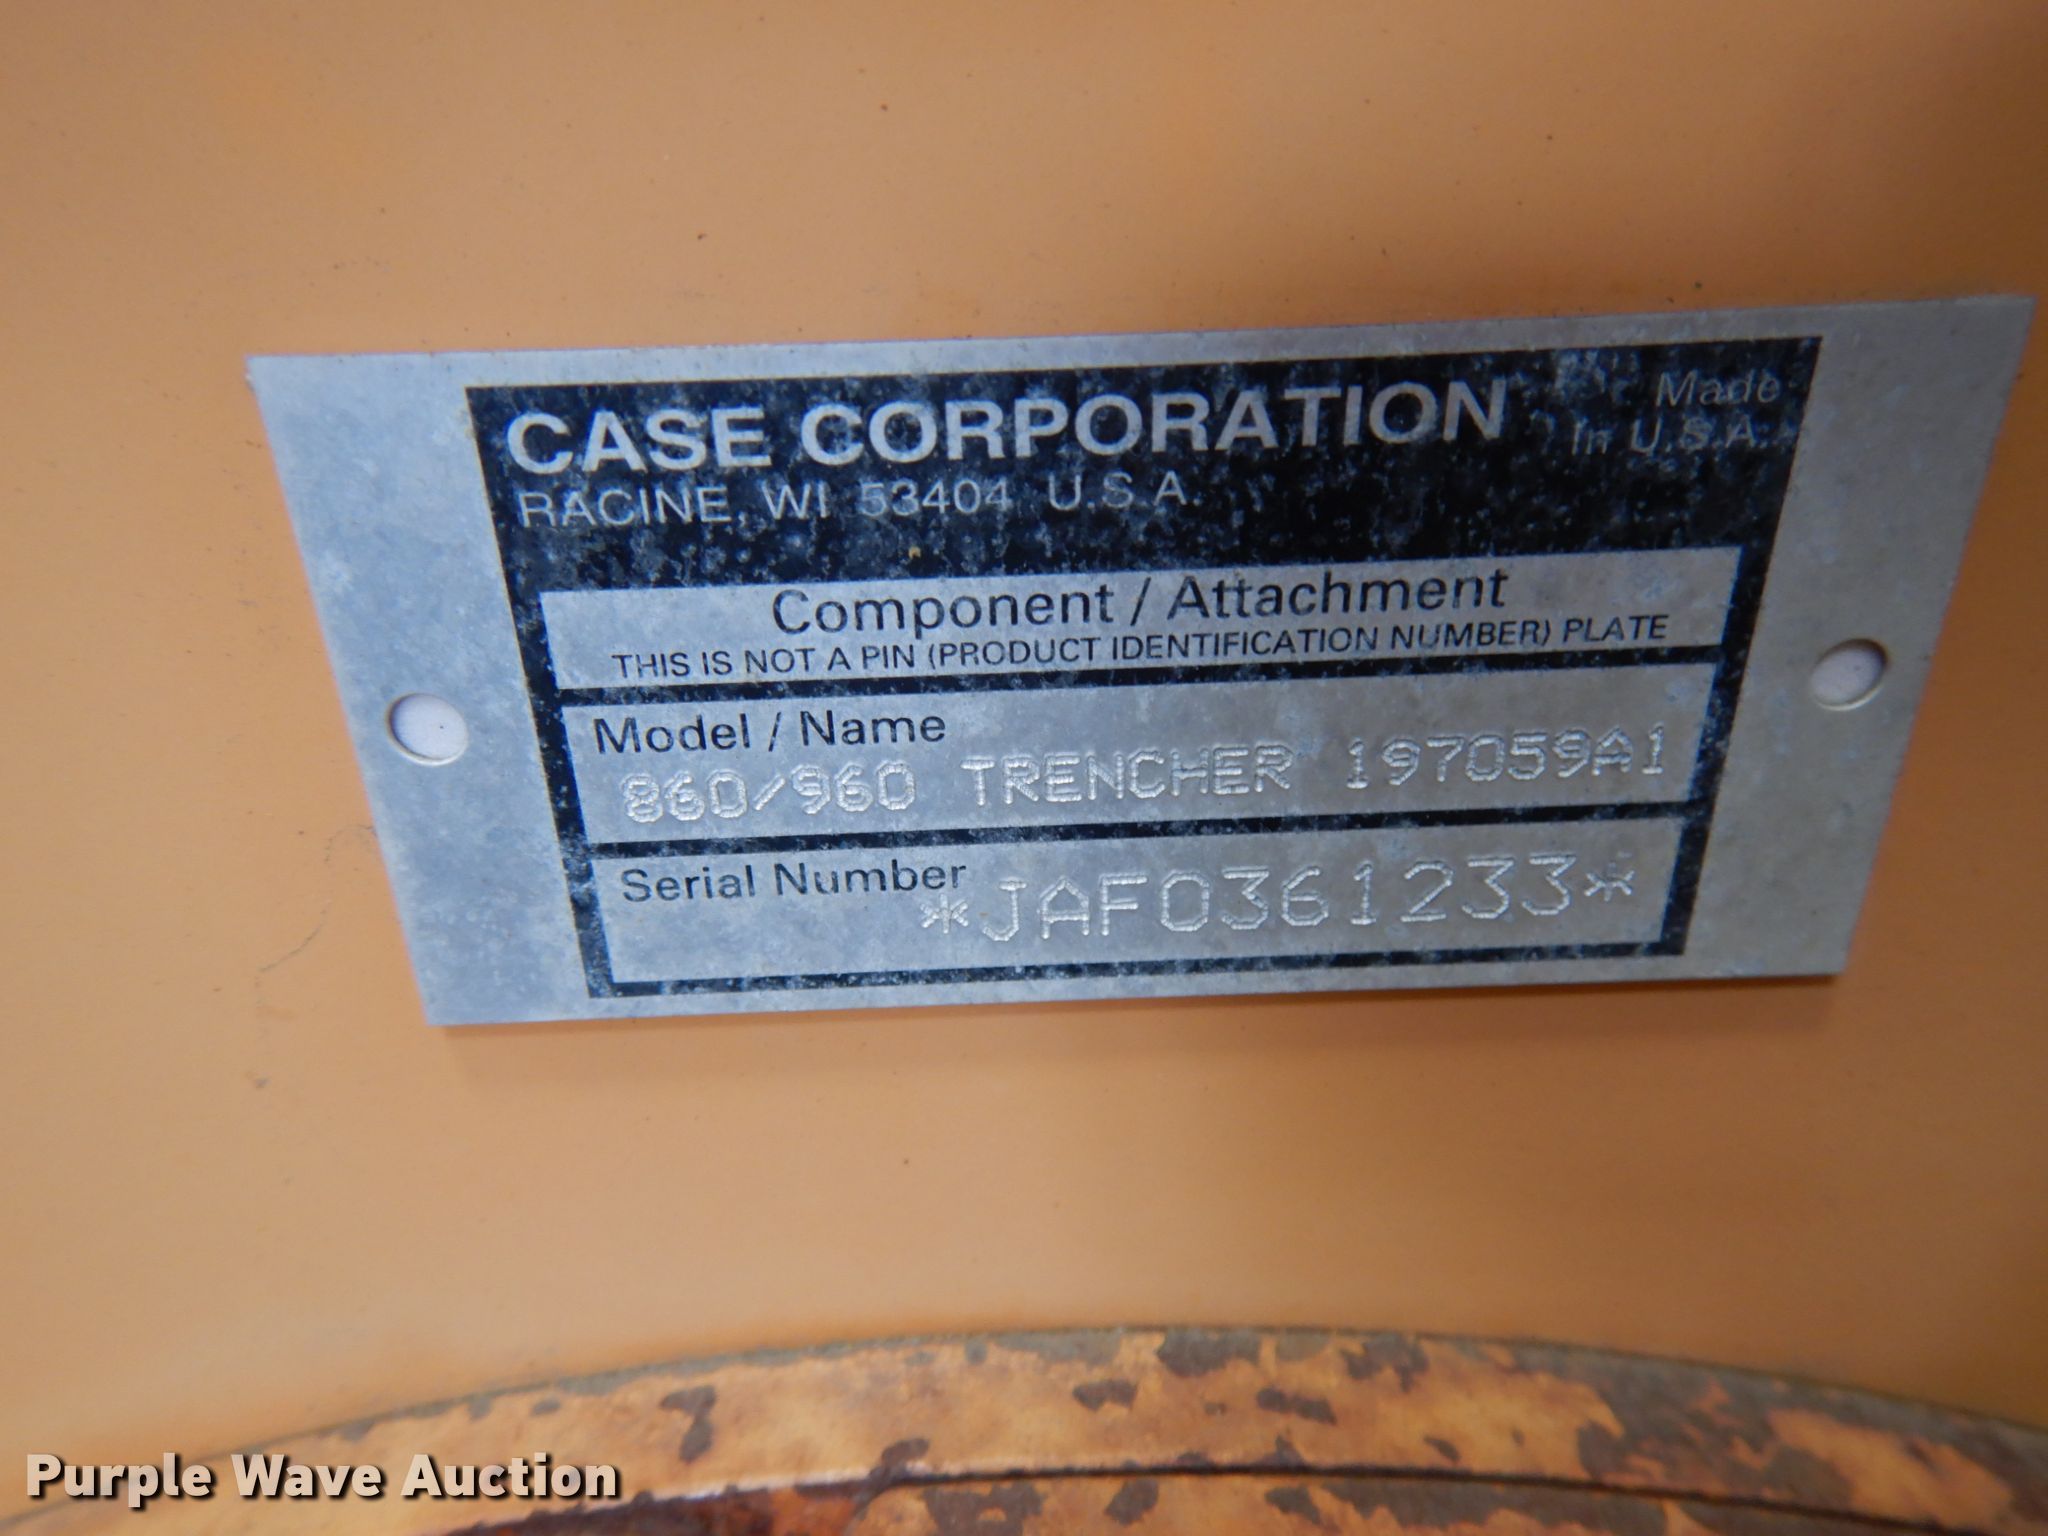 CASE CORPORATION
Made
In U.S.A.
RACINE, WI 53404 U.S.A.
Component / Attachment
THIS IS NOT A PIN (PRODUCT IDENTIFICATION NUMBER) PLATE
Model / Name
860/960 TRENCHER 197059A1
Serial Number
*JAF0361233*
Purple Wave Auction